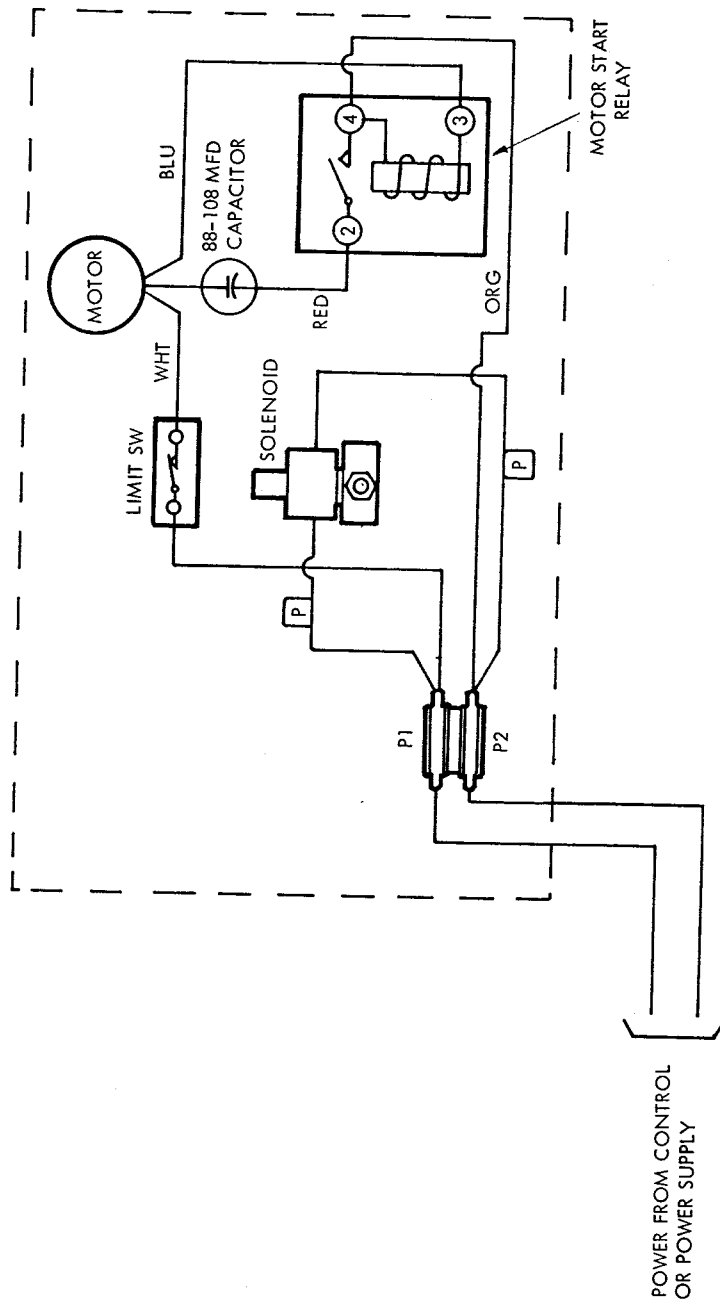 MOTOR
BLU
88-108 MFD
CAPACITOR
WHT
RED
LIMIT SW
SOLENOID
4
2
3
MOTOR START
RELAY
ORG
P
P
P1
P2
POWER FROM CONTROL
OR POWER SUPPLY